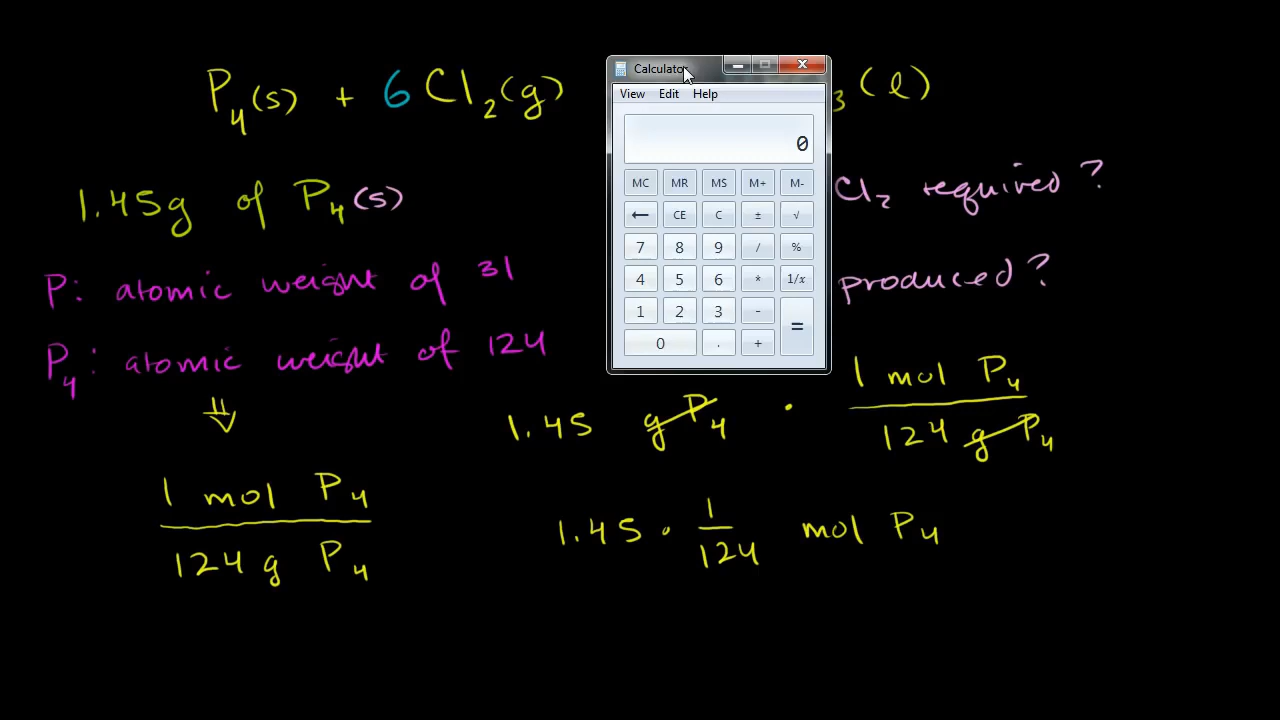 P₄(s) + 6 Cl₂(g)
₃(l)
1.45g of P₄(s)
Cl₂ required?
P: atomic weight of 31
produced?
P₄: atomic weight of 124
⇓
1 mol P₄
124 g P₄
1.45 g P₄ · 1 mol P₄
124 g P₄
1.45 · 1/124 mol P₄
Calculator
View Edit Help
0
MC MR MS M+ M-
← CE C ± √
7 8 9 / %
4 5 6 * 1/x
1 2 3 - =
0 . +